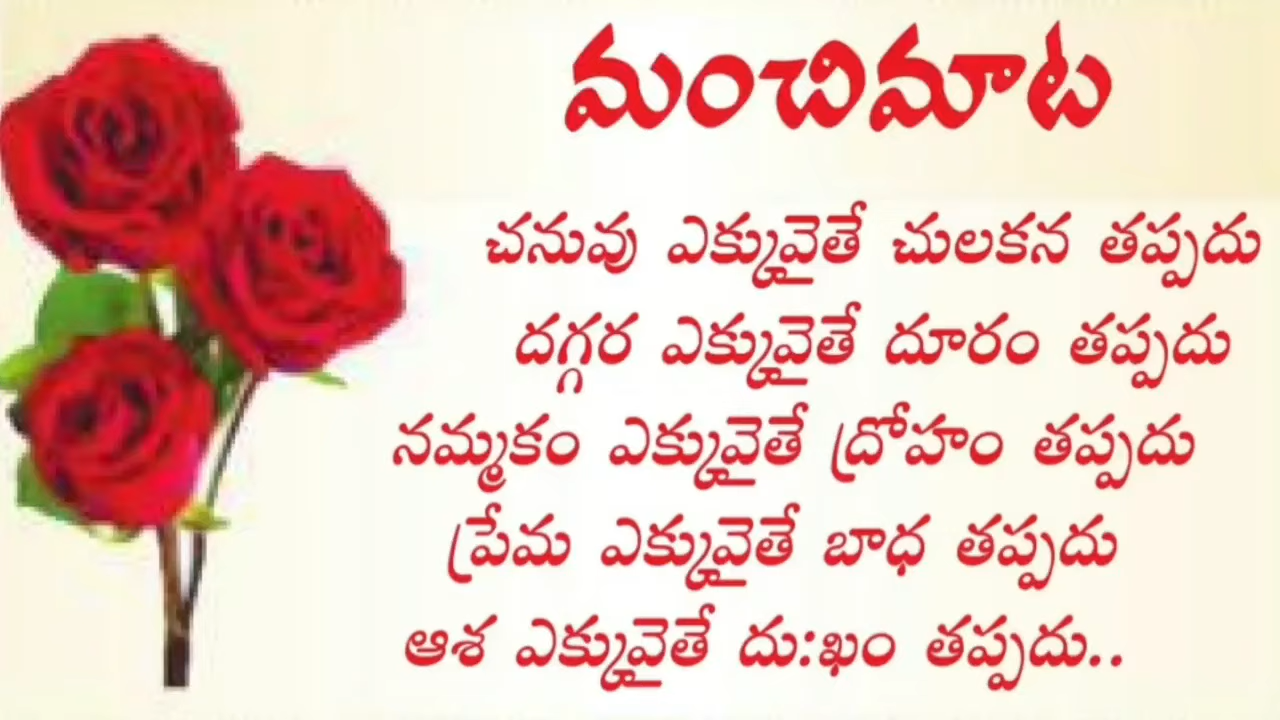 మంచిమాట
చనువు ఎక్కువైతే చులకన తప్పదు
దగ్గర ఎక్కువైతే దూరం తప్పదు
నమ్మకం ఎక్కువైతే ద్రోహం తప్పదు
ప్రేమ ఎక్కువైతే బాధ తప్పదు
ఆశ ఎక్కువైతే దు:ఖం తప్పదు..